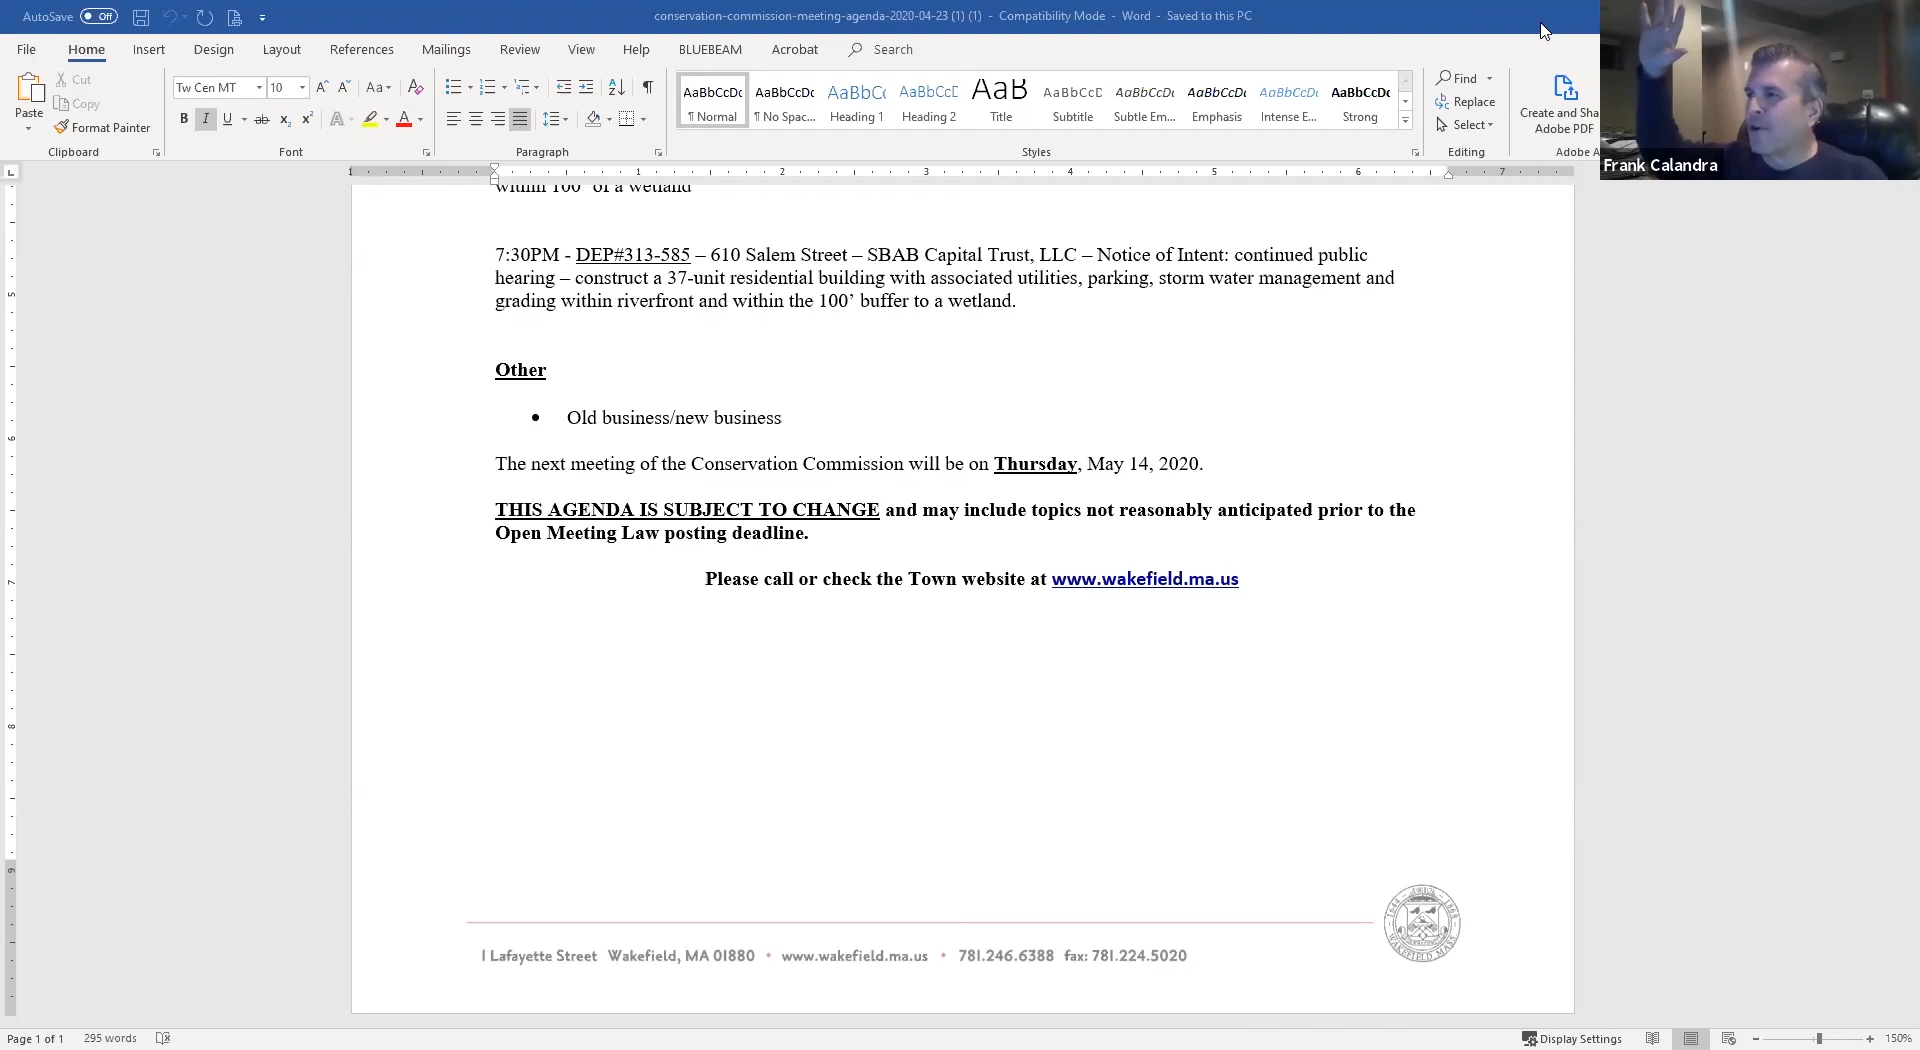 AutoSave Off
conservation-commission-meeting-agenda-2020-04-23 (1) (1) - Compatibility Mode - Word - Saved to this PC
File Home Insert Design Layout References Mailings Review View Help BLUEBEAM Acrobat Search
Paste
Cut
Copy
Format Painter
Clipboard
Tw Cen MT 10
Font
Paragraph
AaBbCcDc AaBbCcDc AaBbCc AaBbCcD AaB AaBbCcD AaBbCcDc AaBbCcDc AaBbCcDc AaBbCcDc
¶ Normal ¶ No Spac... Heading 1 Heading 2 Title Subtitle Subtle Em... Emphasis Intense E... Strong
Styles
Find
Replace
Select
Editing
Create and Sha
Adobe PDF
Adobe A
Frank Calandra
within 100' of a wetland
7:30PM - DEP#313-585 – 610 Salem Street – SBAB Capital Trust, LLC – Notice of Intent: continued public
hearing – construct a 37-unit residential building with associated utilities, parking, storm water management and
grading within riverfront and within the 100’ buffer to a wetland.
Other
• Old business/new business
The next meeting of the Conservation Commission will be on Thursday, May 14, 2020.
THIS AGENDA IS SUBJECT TO CHANGE and may include topics not reasonably anticipated prior to the
Open Meeting Law posting deadline.
Please call or check the Town website at www.wakefield.ma.us
1 Lafayette Street Wakefield, MA 01880 • www.wakefield.ma.us • 781.246.6388 fax: 781.224.5020
Page 1 of 1 295 words
Display Settings
150%